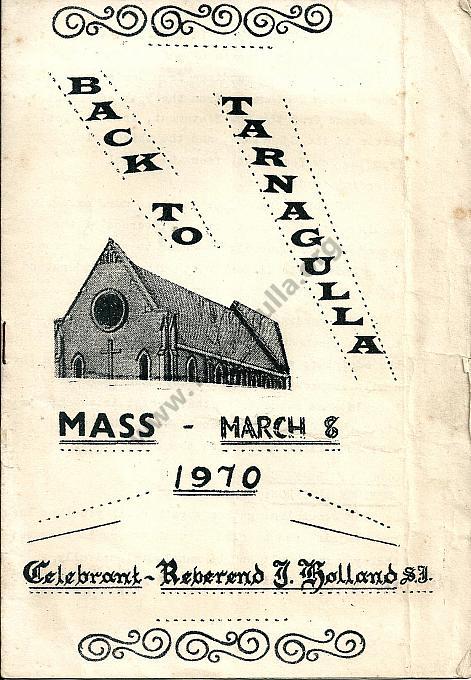 BACK TO
TARNAGULLA
MASS - MARCH 8
1970
Celebrant - Reverend J. Holland S.J.